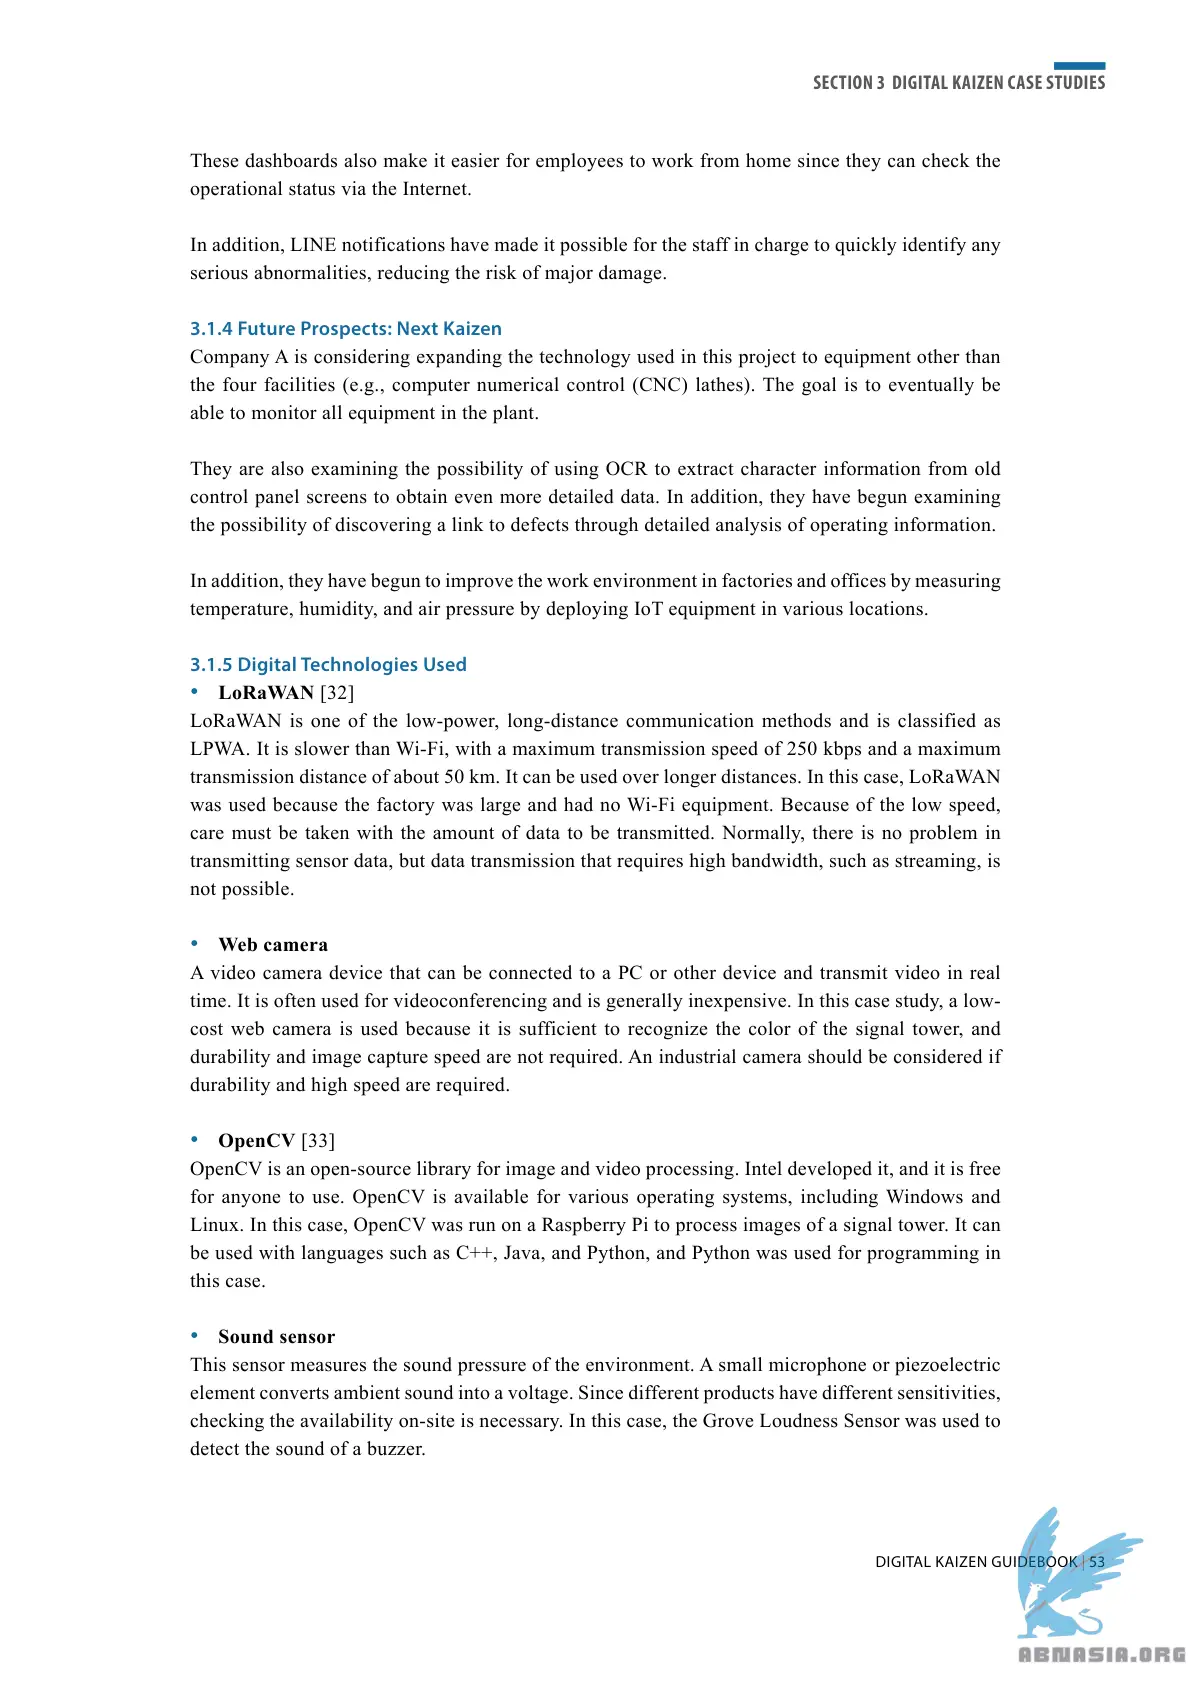 SECTION 3 DIGITAL KAIZEN CASE STUDIES
These dashboards also make it easier for employees to work from home since they can check the
operational status via the Internet.
In addition, LINE notifications have made it possible for the staff in charge to quickly identify any
serious abnormalities, reducing the risk of major damage.
3.1.4 Future Prospects: Next Kaizen
Company A is considering expanding the technology used in this project to equipment other than
the four facilities (e.g., computer numerical control (CNC) lathes). The goal is to eventually be
able to monitor all equipment in the plant.
They are also examining the possibility of using OCR to extract character information from old
control panel screens to obtain even more detailed data. In addition, they have begun examining
the possibility of discovering a link to defects through detailed analysis of operating information.
In addition, they have begun to improve the work environment in factories and offices by measuring
temperature, humidity, and air pressure by deploying IoT equipment in various locations.
3.1.5 Digital Technologies Used
• LoRaWAN [32]
LoRaWAN is one of the low-power, long-distance communication methods and is classified as
LPWA. It is slower than Wi-Fi, with a maximum transmission speed of 250 kbps and a maximum
transmission distance of about 50 km. It can be used over longer distances. In this case, LoRaWAN
was used because the factory was large and had no Wi-Fi equipment. Because of the low speed,
care must be taken with the amount of data to be transmitted. Normally, there is no problem in
transmitting sensor data, but data transmission that requires high bandwidth, such as streaming, is
not possible.
• Web camera
A video camera device that can be connected to a PC or other device and transmit video in real
time. It is often used for videoconferencing and is generally inexpensive. In this case study, a low-
cost web camera is used because it is sufficient to recognize the color of the signal tower, and
durability and image capture speed are not required. An industrial camera should be considered if
durability and high speed are required.
• OpenCV [33]
OpenCV is an open-source library for image and video processing. Intel developed it, and it is free
for anyone to use. OpenCV is available for various operating systems, including Windows and
Linux. In this case, OpenCV was run on a Raspberry Pi to process images of a signal tower. It can
be used with languages such as C++, Java, and Python, and Python was used for programming in
this case.
• Sound sensor
This sensor measures the sound pressure of the environment. A small microphone or piezoelectric
element converts ambient sound into a voltage. Since different products have different sensitivities,
checking the availability on-site is necessary. In this case, the Grove Loudness Sensor was used to
detect the sound of a buzzer.
DIGITAL KAIZEN GUIDEBOOK | 53
ABNASIA.ORG